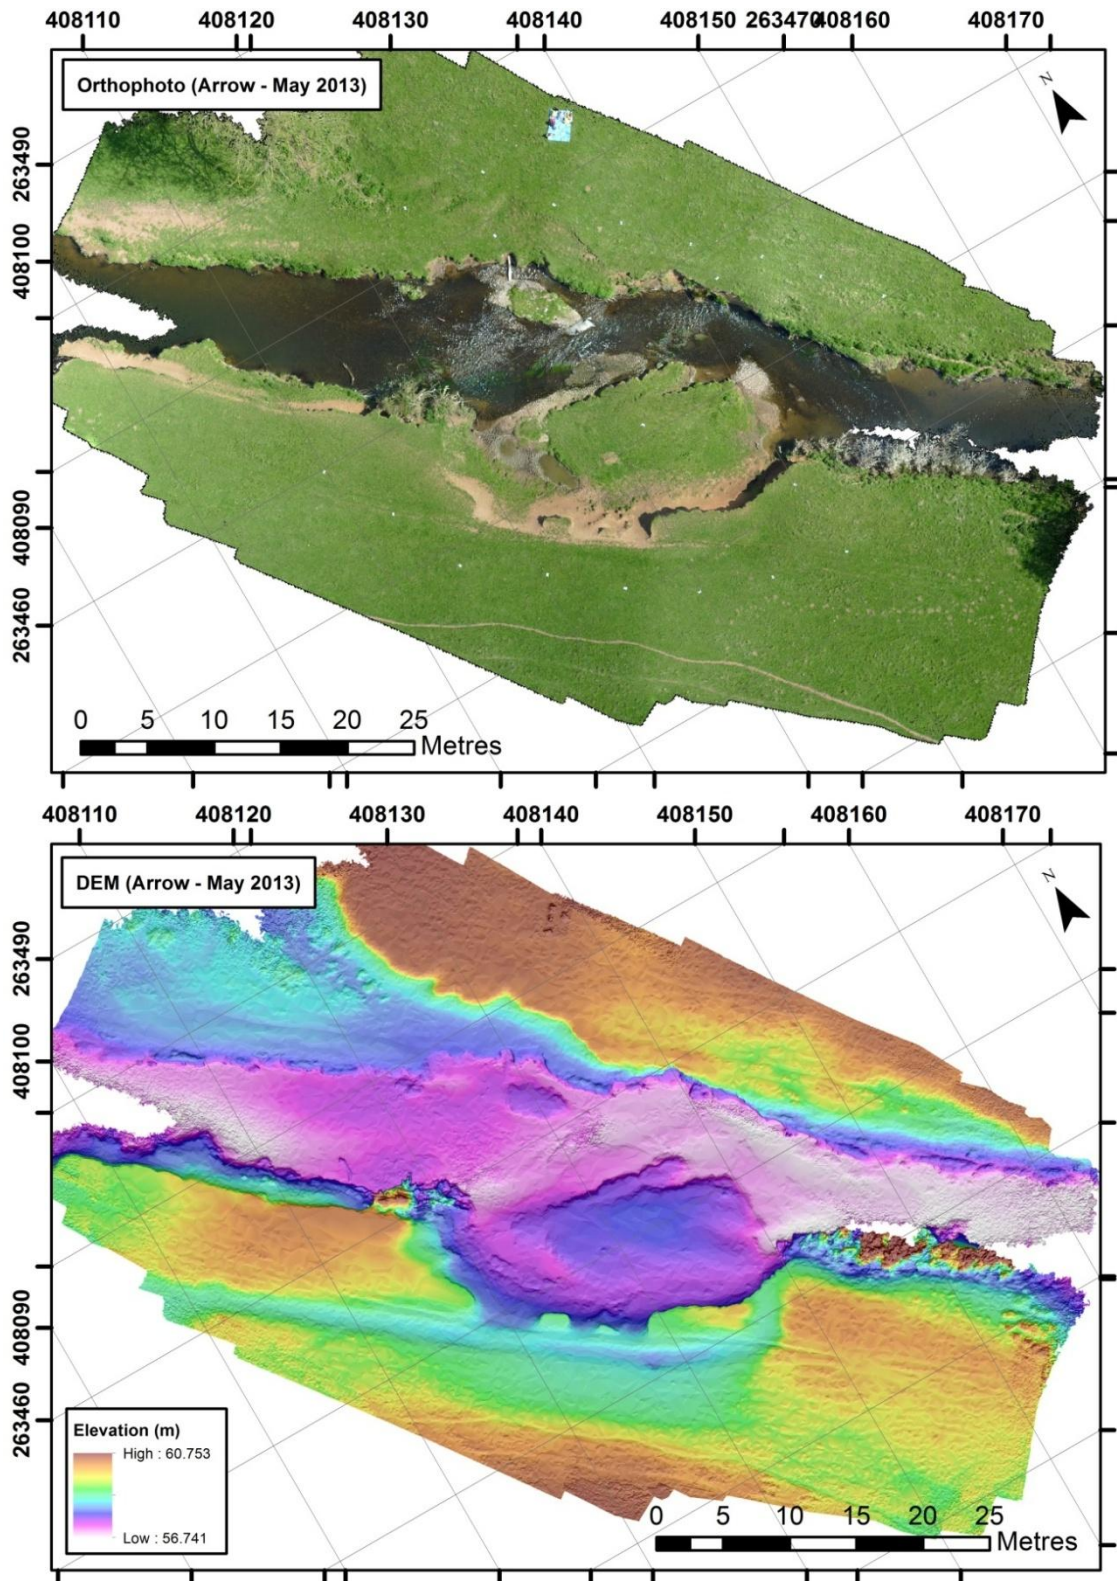 408110 408120 408130 408140 408150 263470 408160 408170
Orthophoto (Arrow - May 2013)
N
263490
408100
408090
263460
0 5 10 15 20 25
Metres
408110 408120 408130 408140 408150 408160 408170
DEM (Arrow - May 2013)
N
263490
408100
408090
263460
Elevation (m)
High : 60.753
Low : 56.741
0 5 10 15 20 25
Metres